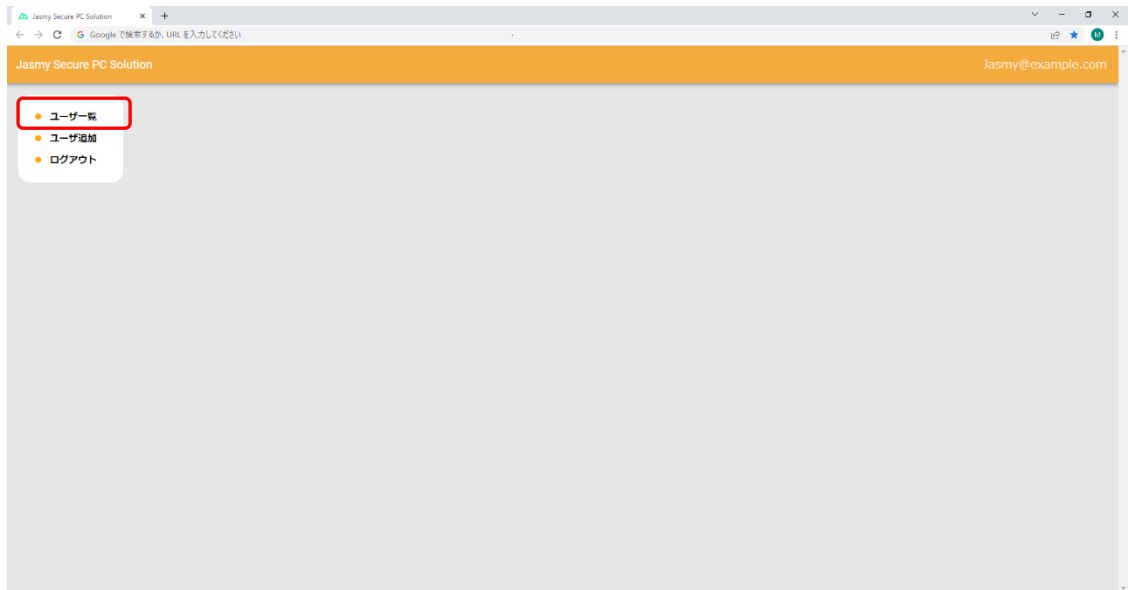 Jasmy Secure PC Solution
Google で検索するか、URL を入力してください
M
Jasmy Secure PC Solution
Jasmy@example.com
ユーザー覧
ユーザ追加
ログアウト